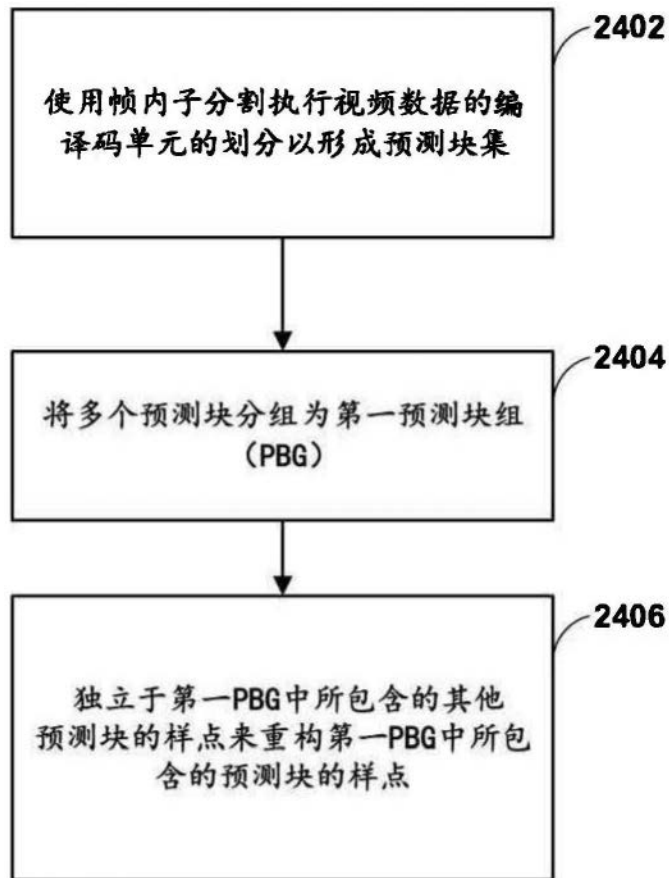 2402
使用帧内子分割执行视频数据的编
译码单元的划分以形成预测块集
2404
将多个预测块分组为第一预测块组
(PBG)
2406
独立于第一PBG中所包含的其他
预测块的样点来重构第一PBG中所包
含的预测块的样点